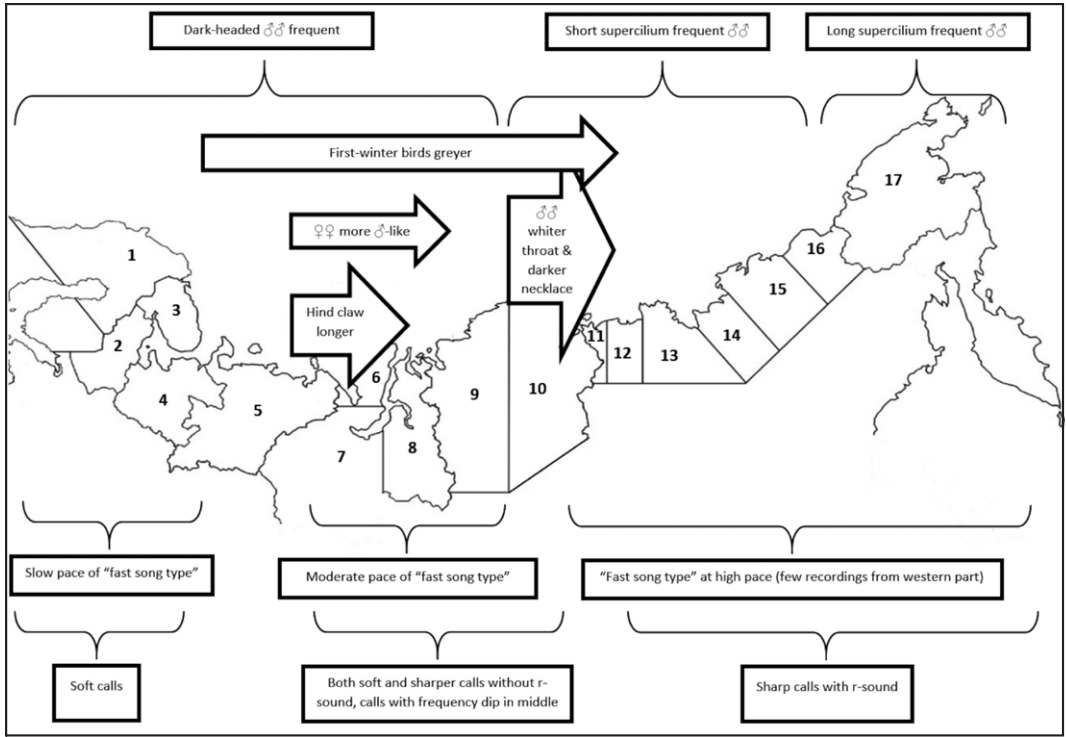 Dark-headed ♂♂ frequent
Short supercilium frequent ♂♂
Long supercilium frequent ♂♂
First-winter birds greyer
♀♀ more ♂-like
♂♂
whiter
throat &
darker
necklace
Hind claw
longer
1
2
3
4
5
6
7
8
9
10
11
12
13
14
15
16
17
Slow pace of “fast song type”
Moderate pace of “fast song type”
“Fast song type” at high pace (few recordings from western part)
Soft calls
Both soft and sharper calls without r-
sound, calls with frequency dip in middle
Sharp calls with r-sound